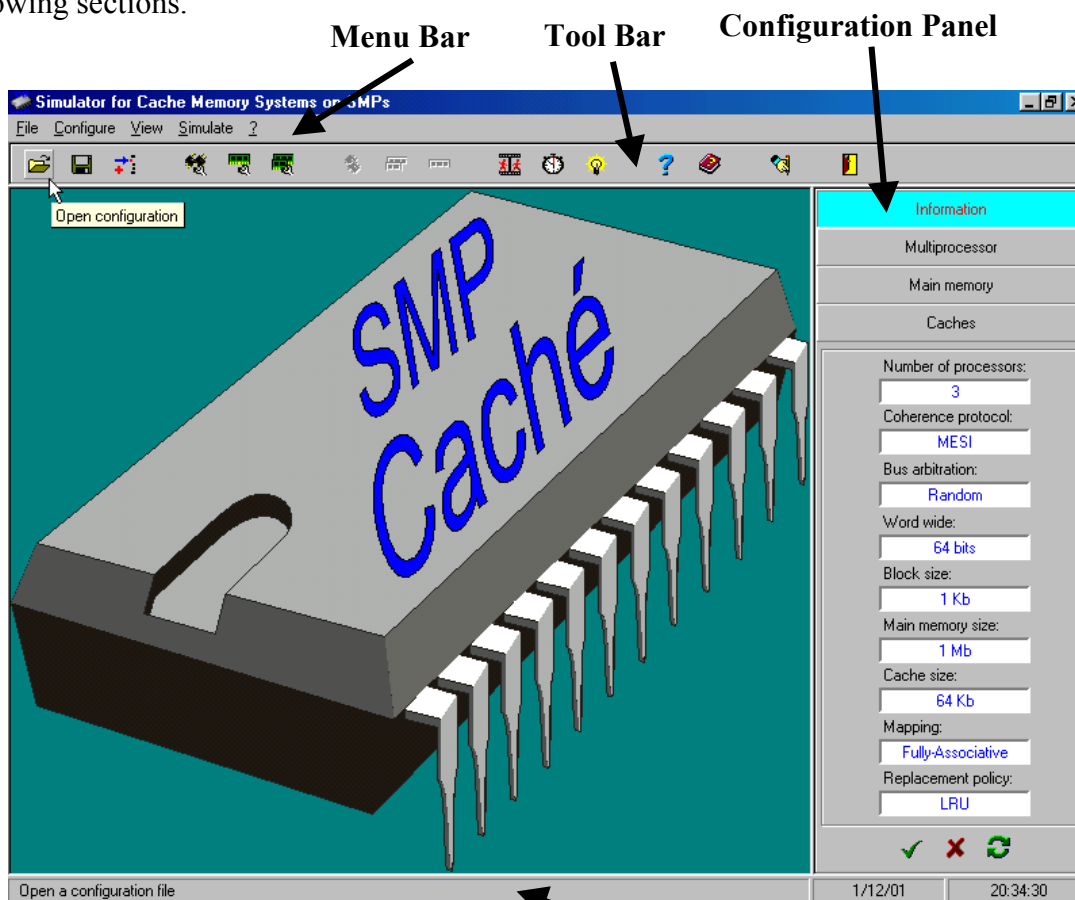 owing sections.
Menu Bar Tool Bar Configuration Panel
Simulator for Cache Memory Systems on SMPs
File Configure View Simulate ?
Open configuration
SMP
Caché
Information
Multiprocessor
Main memory
Caches
Number of processors:
3
Coherence protocol:
MESI
Bus arbitration:
Random
Word wide:
64 bits
Block size:
1 Kb
Main memory size:
1 Mb
Cache size:
64 Kb
Mapping:
Fully-Associative
Replacement policy:
LRU
Open a configuration file 1/12/01 20:34:30